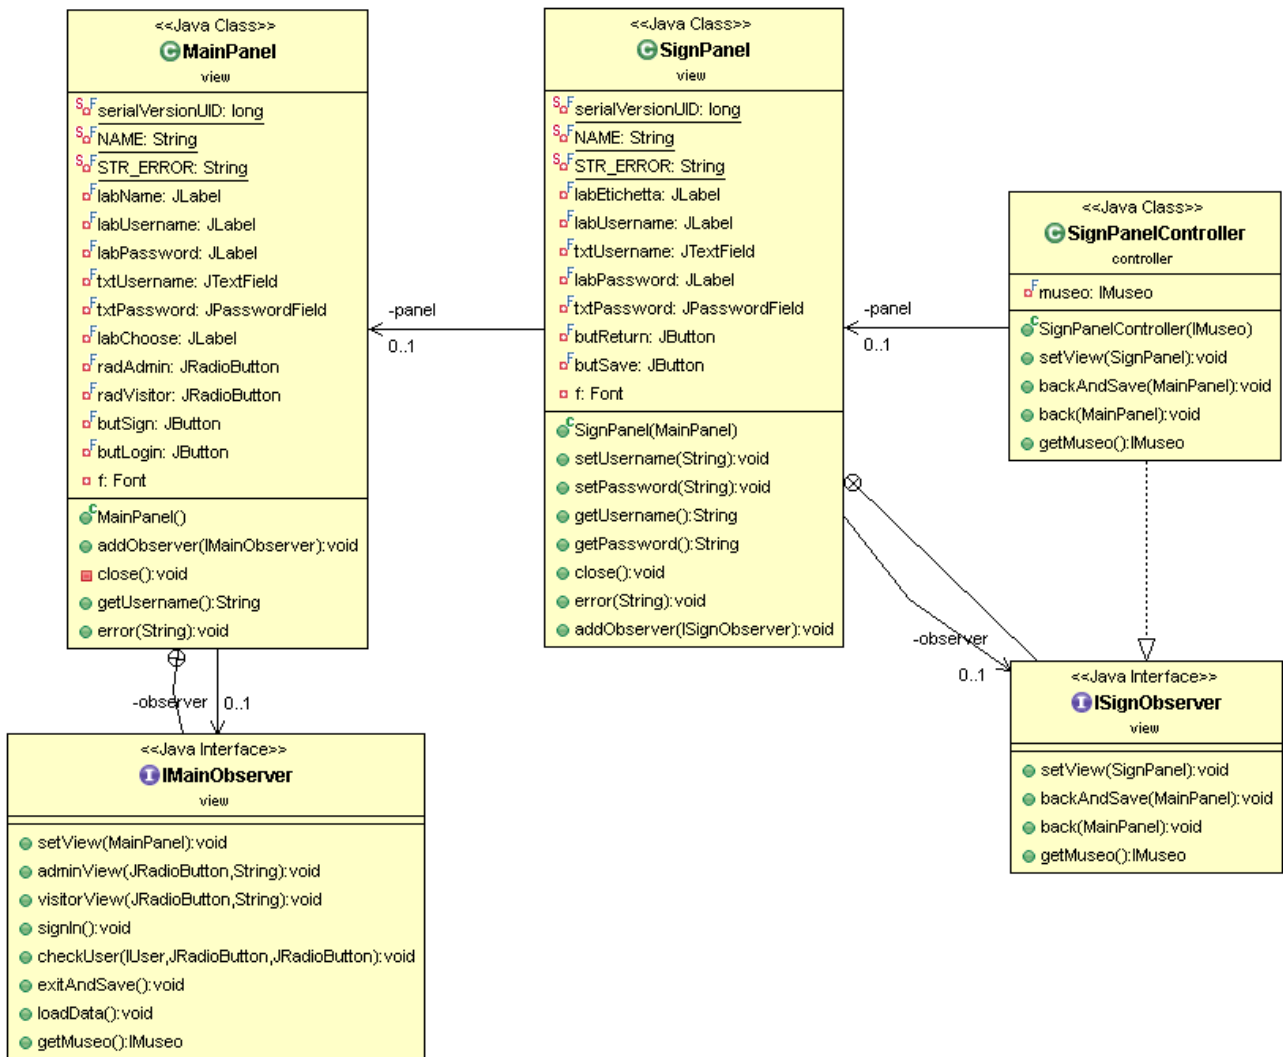 <<Java Class>>
MainPanel
view
serialVersionUID: long
NAME: String
STR_ERROR: String
labName: JLabel
labUsername: JLabel
labPassword: JLabel
txtUsername: JTextField
txtPassword: JPasswordField
labChoose: JLabel
radAdmin: JRadioButton
radVisitor: JRadioButton
butSign: JButton
butLogin: JButton
f: Font
MainPanel()
addObserver(IMainObserver):void
close():void
getUsername():String
error(String):void
-panel
0..1
<<Java Class>>
SignPanel
view
serialVersionUID: long
NAME: String
STR_ERROR: String
labEtichetta: JLabel
labUsername: JLabel
txtUsername: JTextField
labPassword: JLabel
txtPassword: JPasswordField
butReturn: JButton
butSave: JButton
f: Font
SignPanel(MainPanel)
setUsername(String):void
setPassword(String):void
getUsername():String
getPassword():String
close():void
error(String):void
addObserver(ISignObserver):void
-panel
0..1
<<Java Class>>
SignPanelController
controller
museo: IMuseo
SignPanelController(IMuseo)
setView(SignPanel):void
backAndSave(MainPanel):void
back(MainPanel):void
getMuseo():IMuseo
-observer
0..1
<<Java Interface>>
IMainObserver
view
setView(MainPanel):void
adminView(JRadioButton,String):void
visitorView(JRadioButton,String):void
signIn():void
checkUser(IUser,JRadioButton,JRadioButton):void
exitAndSave():void
loadData():void
getMuseo():IMuseo
-observer
0..1
<<Java Interface>>
ISignObserver
view
setView(SignPanel):void
backAndSave(MainPanel):void
back(MainPanel):void
getMuseo():IMuseo